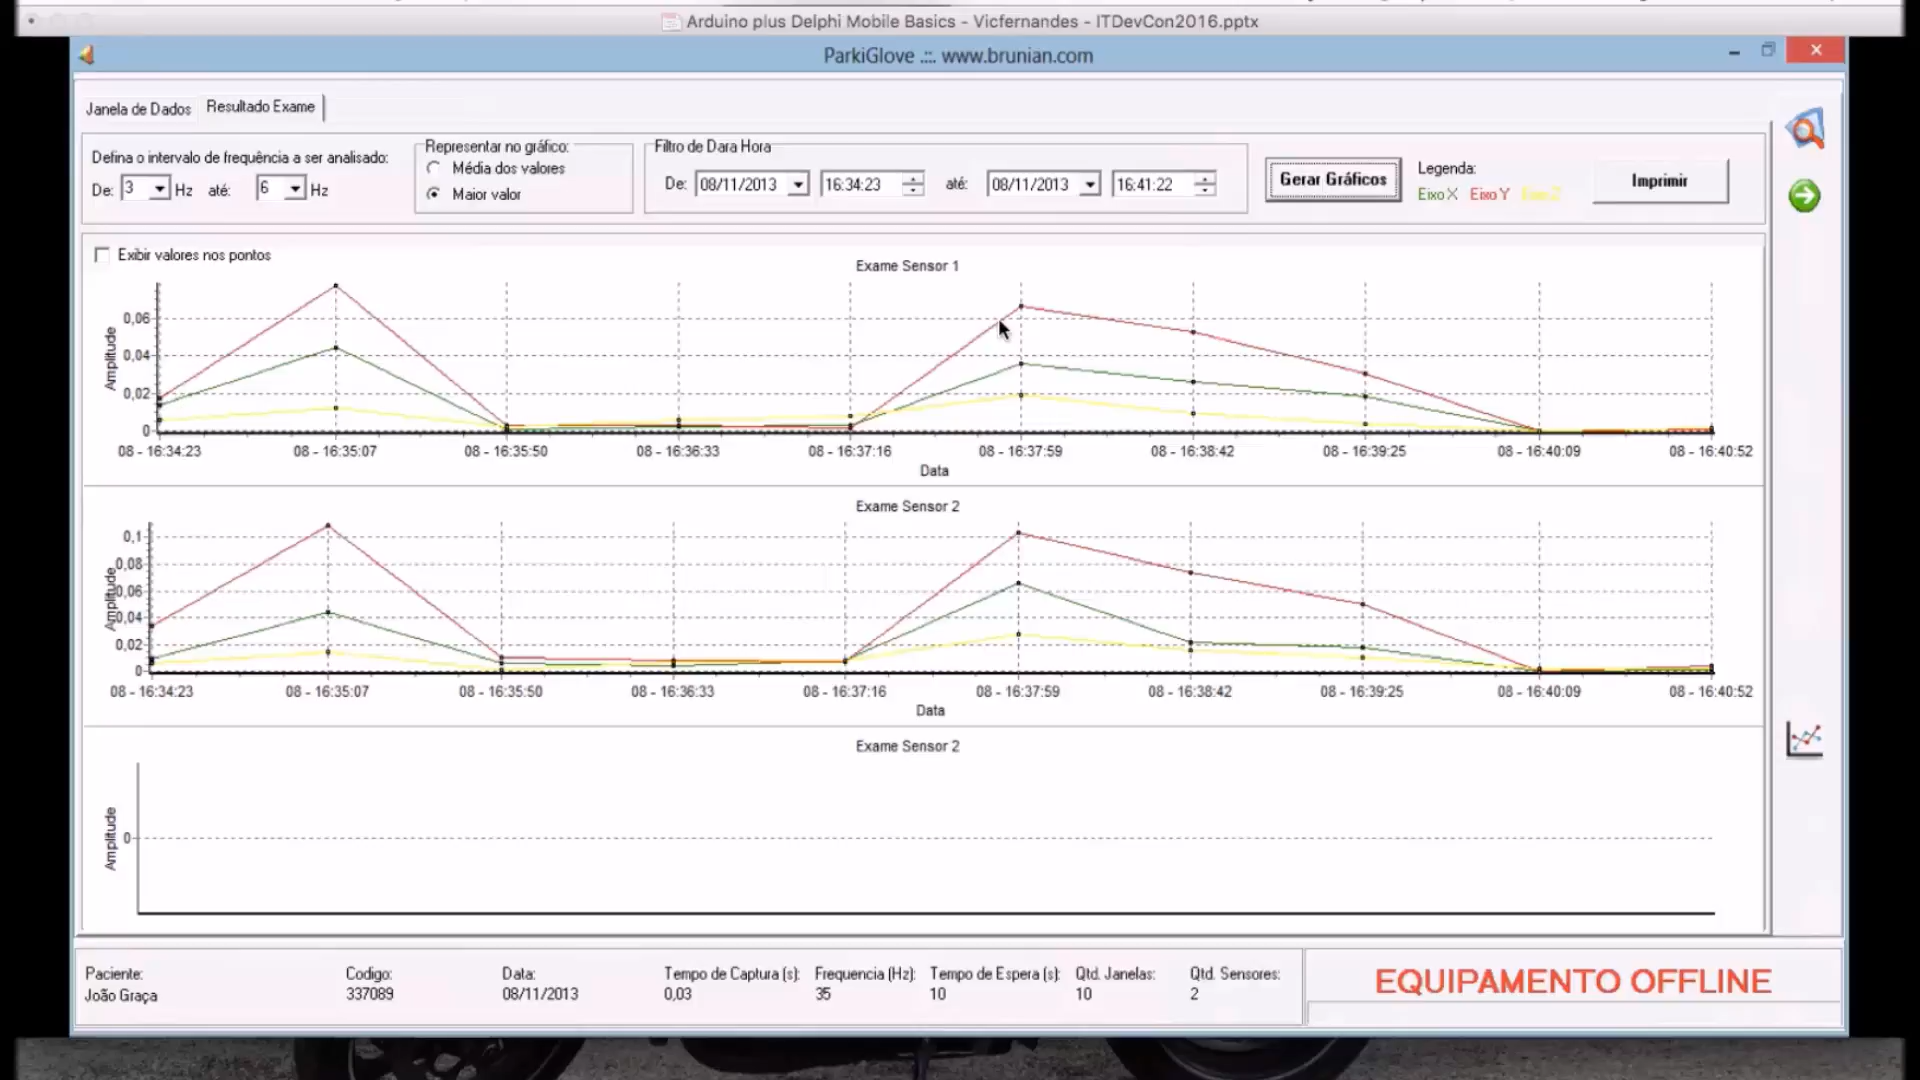 Arduino plus Delphi Mobile Basics - Vicfernandes - ITDevCon2016.pptx
ParkiGlove .::. www.brunian.com
Janela de Dados Resultado Exame
Defina o intervalo de frequência a ser analisado:
De: 3 Hz até: 6 Hz
Representar no gráfico:
Média dos valores
Maior valor
Filtro de Dara Hora
De: 08/11/2013 16:34:23 até: 08/11/2013 16:41:22
Gerar Gráficos
Legenda:
Eixo X Eixo Y Eixo Z
Imprimir
Exibir valores nos pontos
Exame Sensor 1
Amplitude
0,06
0,04
0,02
0
08 - 16:34:23 08 - 16:35:07 08 - 16:35:50 08 - 16:36:33 08 - 16:37:16 08 - 16:37:59 08 - 16:38:42 08 - 16:39:25 08 - 16:40:09 08 - 16:40:52
Data
Exame Sensor 2
Amplitude
0,1
0,08
0,06
0,04
0,02
0
08 - 16:34:23 08 - 16:35:07 08 - 16:35:50 08 - 16:36:33 08 - 16:37:16 08 - 16:37:59 08 - 16:38:42 08 - 16:39:25 08 - 16:40:09 08 - 16:40:52
Data
Exame Sensor 2
Amplitude
0
Paciente: Codigo: Data: Tempo de Captura (s): Frequencia (Hz): Tempo de Espera (s): Qtd. Janelas: Qtd. Sensores:
João Graça 337089 08/11/2013 0,03 35 10 10 2
EQUIPAMENTO OFFLINE